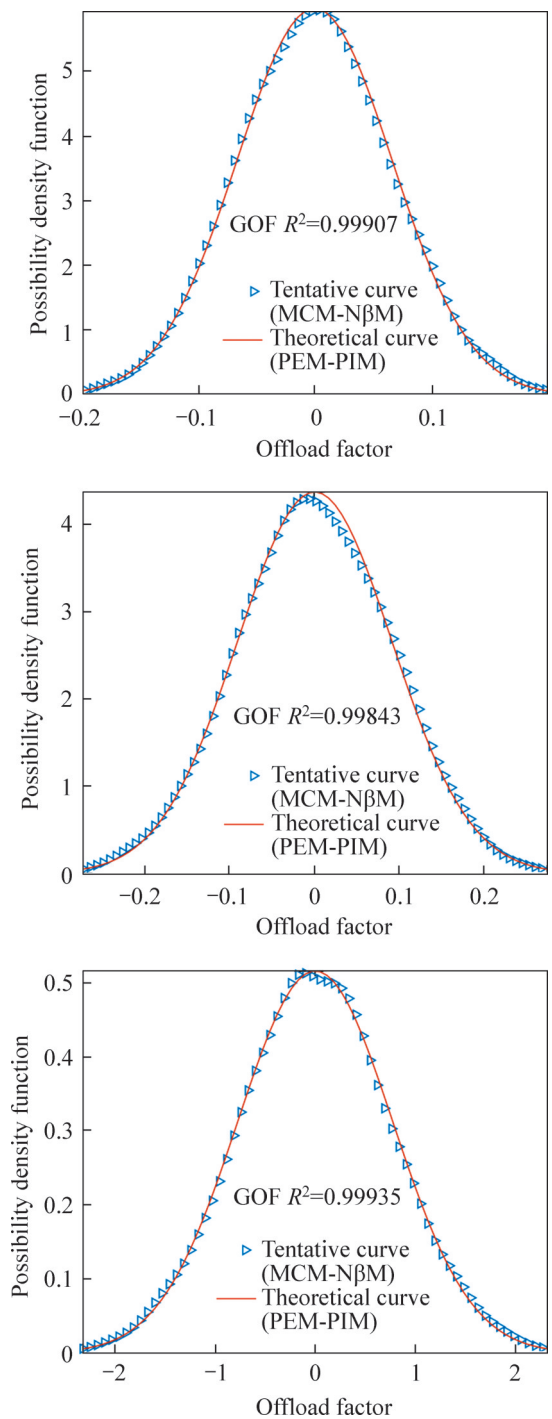 Possibility density function
5
4
3
2
1
0
GOF R²=0.99907
Tentative curve
(MCM-NβM)
Theoretical curve
(PEM-PIM)
−0.2
−0.1
0
0.1
Offload factor
Possibility density function
4
3
2
1
0
GOF R²=0.99843
Tentative curve
(MCM-NβM)
Theoretical curve
(PEM-PIM)
−0.2
−0.1
0
0.1
0.2
Offload factor
Possibility density function
0.5
0.4
0.3
0.2
0.1
0
GOF R²=0.99935
Tentative curve
(MCM-NβM)
Theoretical curve
(PEM-PIM)
−2
−1
0
1
2
Offload factor